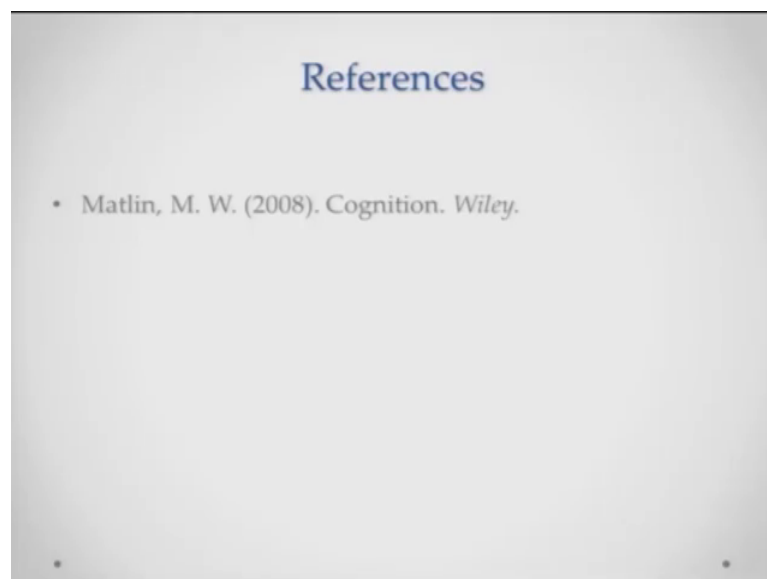 References
• Matlin, M. W. (2008). Cognition. Wiley.